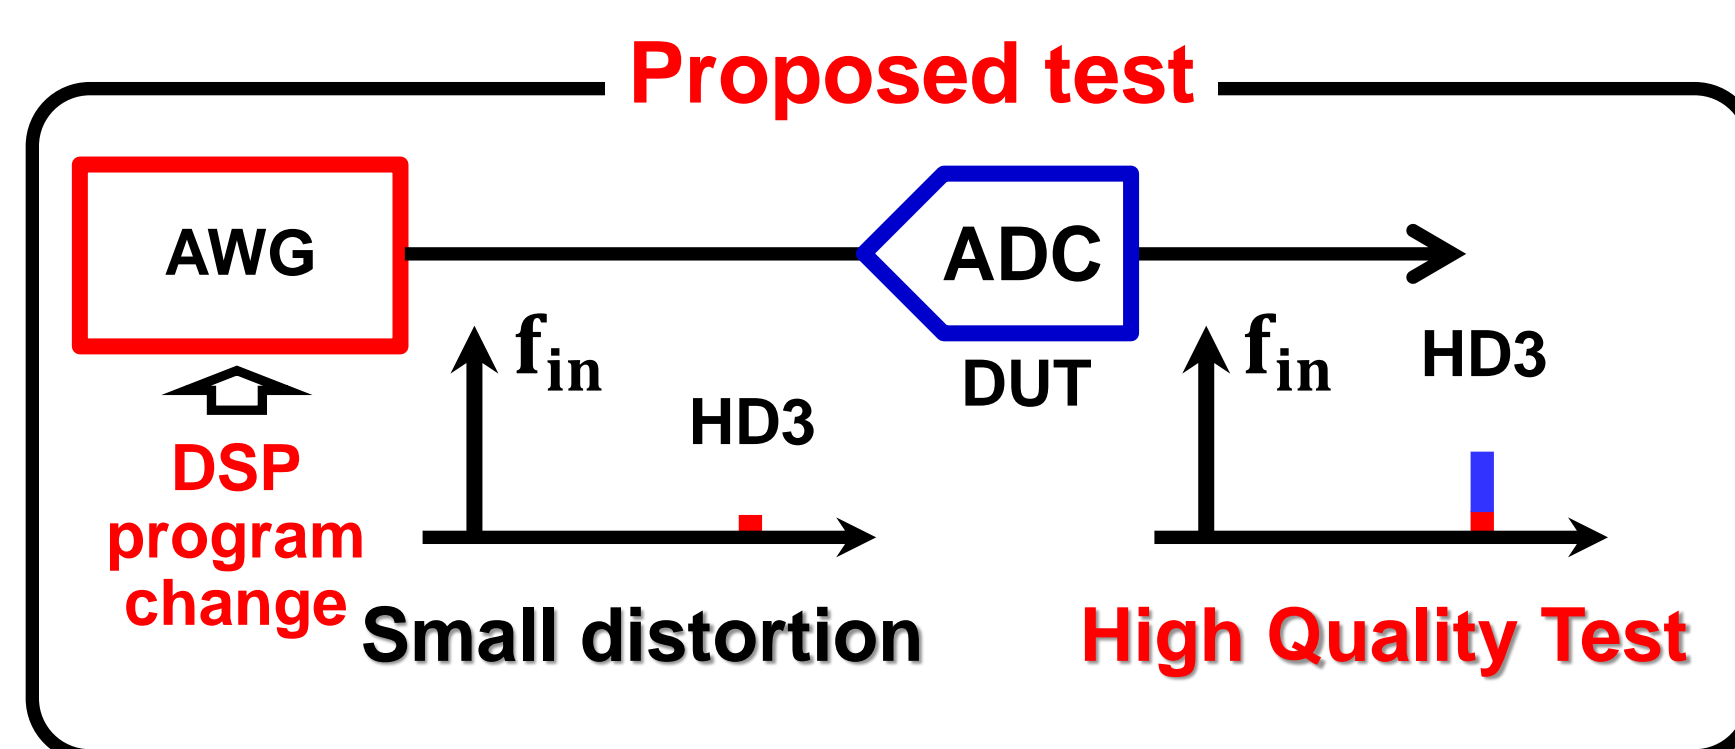 Proposed test
AWG
ADC
f_in
HD3
DUT
f_in
HD3
DSP
program
change
Small distortion
High Quality Test